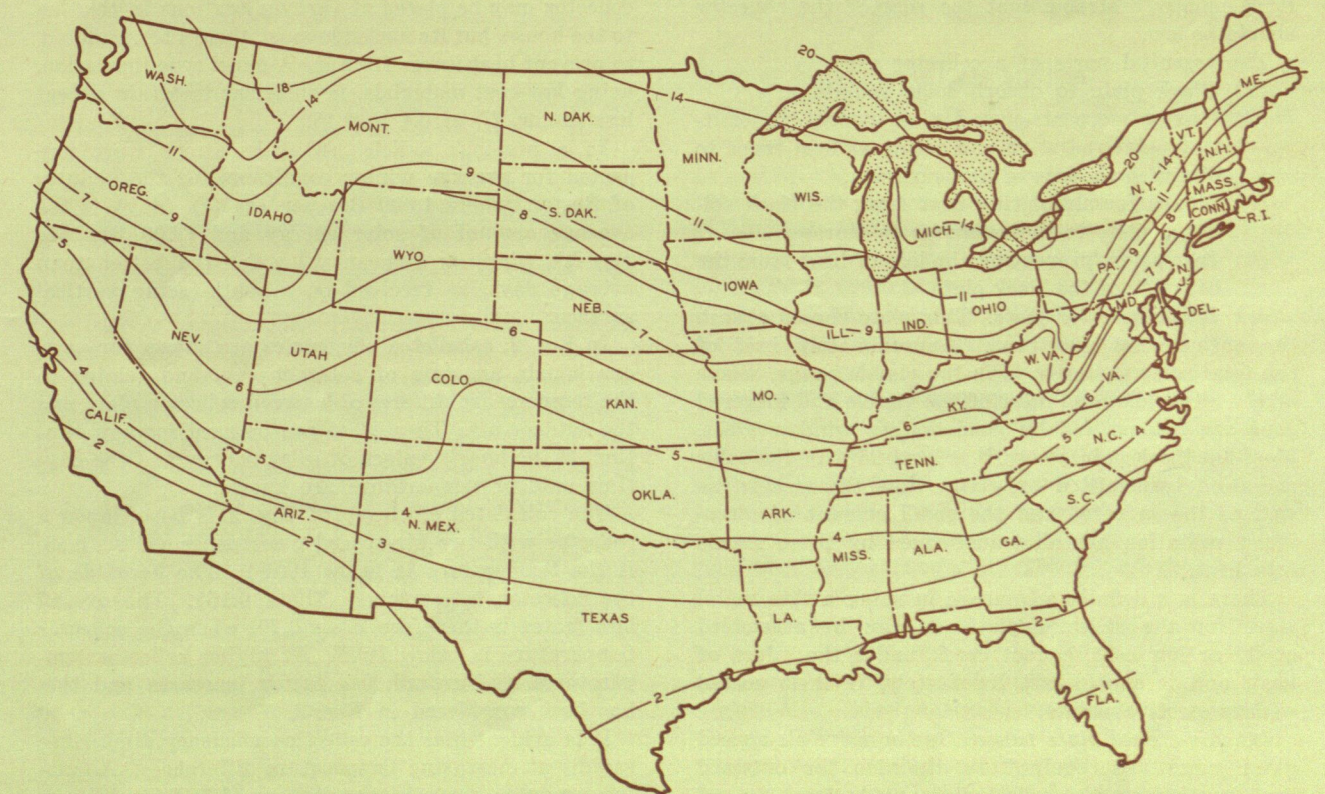 20
WASH.
18
14
MONT.
N. DAK.
14
MINN.
ME.
VT.
N.H.
20
14
N.Y.
MASS.
CONN.
R.I.
11
OREG.
7
9
IDAHO
9
8
S. DAK.
WIS.
MICH.
14
11
8
5
WYO
IOWA
11
OHIO
PA.
9
7
N.J.
MD.
DEL.
NEB.
NEV.
UTAH
6
ILL.
9
IND.
W. VA.
VA.
6
COLO
KAN.
MO.
KY.
6
4
CALIF.
2
5
5
TENN.
5
N.C.
4
OKLA.
ARK.
S.C.
ARIZ.
4
N. MEX.
2
3
4
MISS.
ALA.
GA.
TEXAS
LA.
3
2
2
1
FLA.